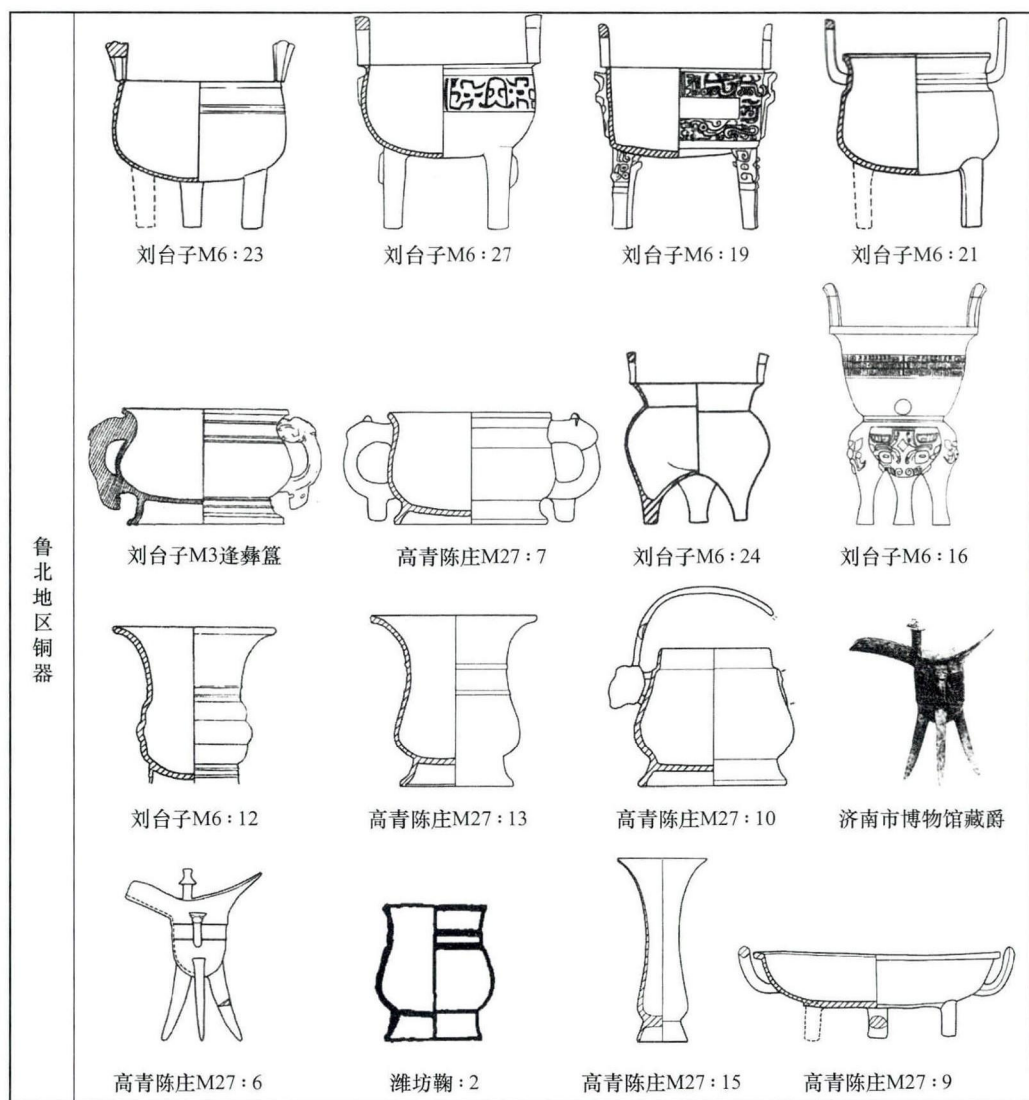 鲁北地区铜器
刘台子M6：23
刘台子M6：27
刘台子M6：19
刘台子M6：21
刘台子M3逢彝簋
高青陈庄M27：7
刘台子M6：24
刘台子M6：16
刘台子M6：12
高青陈庄M27：13
高青陈庄M27：10
济南市博物馆藏爵
高青陈庄M27：6
潍坊鞠：2
高青陈庄M27：15
高青陈庄M27：9